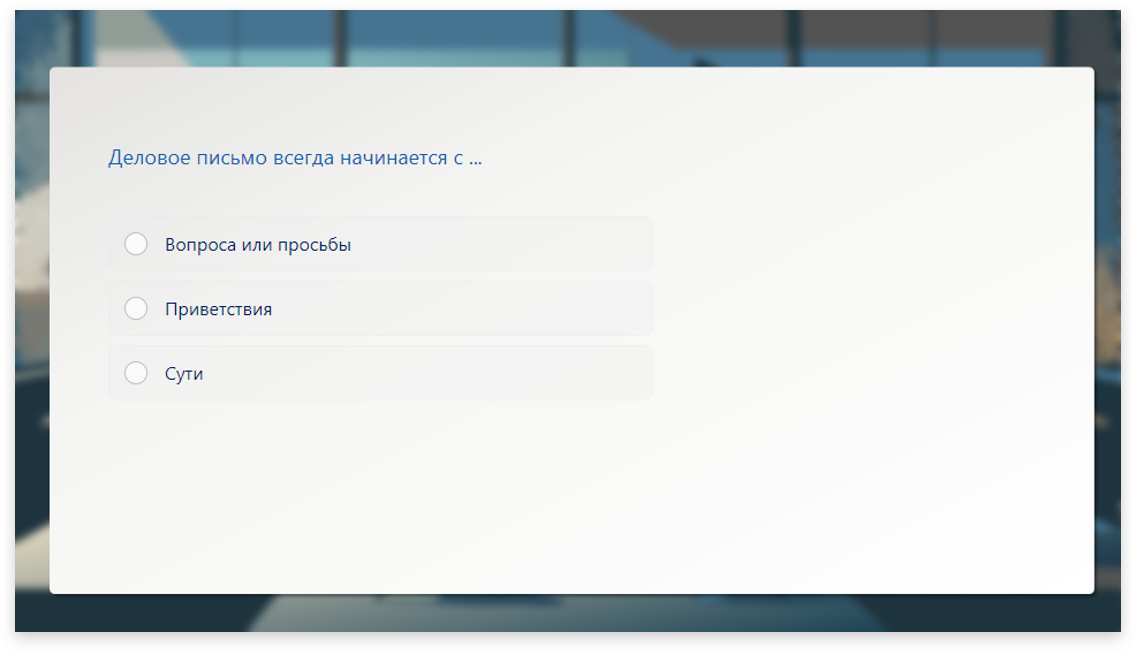 Деловое письмо всегда начинается с ...
Вопроса или просьбы
Приветствия
Сути